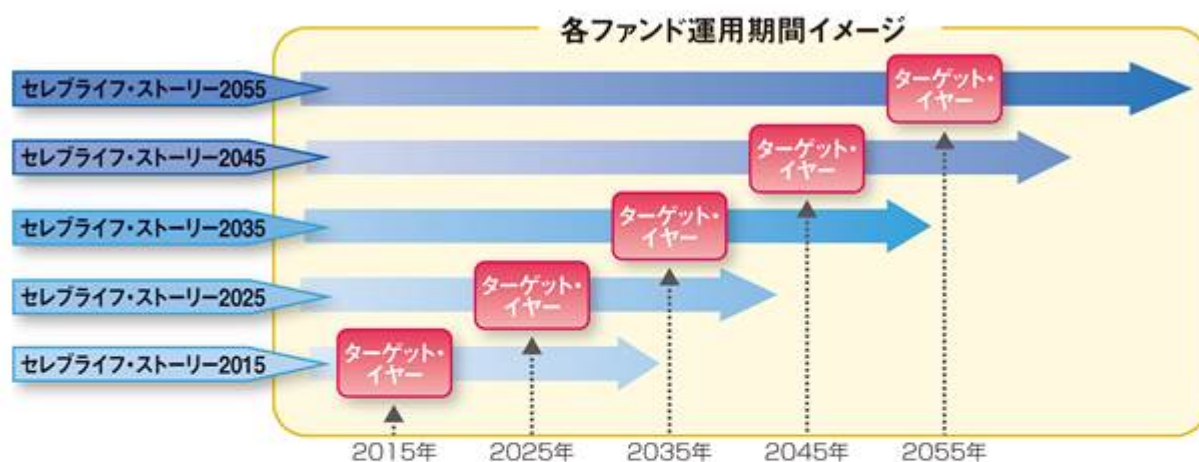 各ファンド運用期間イメージ
セレブライフ・ストーリー2055
ターゲット・
イヤー
セレブライフ・ストーリー2045
ターゲット・
イヤー
セレブライフ・ストーリー2035
ターゲット・
イヤー
セレブライフ・ストーリー2025
ターゲット・
イヤー
セレブライフ・ストーリー2015
ターゲット・
イヤー
2015年 2025年 2035年 2045年 2055年